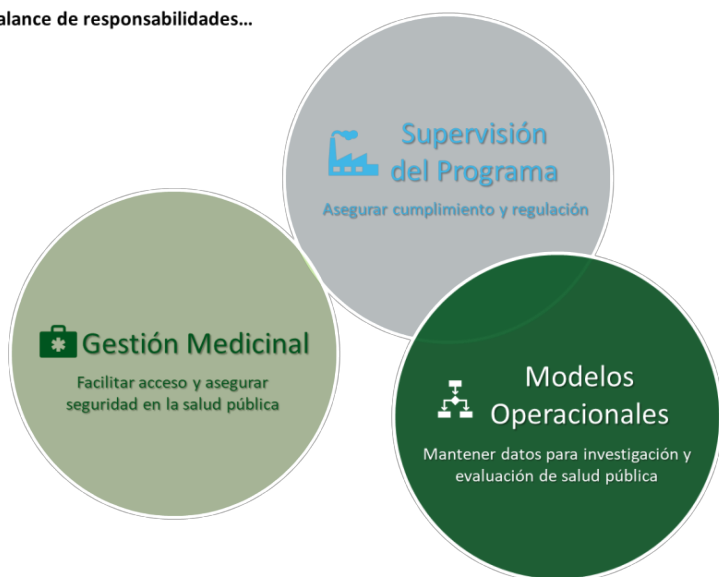 alance de responsabilidades...
Supervisión
del Programa
Asegurar cumplimiento y regulación
Gestión Medicinal
Facilitar acceso y asegurar
seguridad en la salud pública
Modelos
Operacionales
Mantener datos para investigación y
evaluación de salud pública